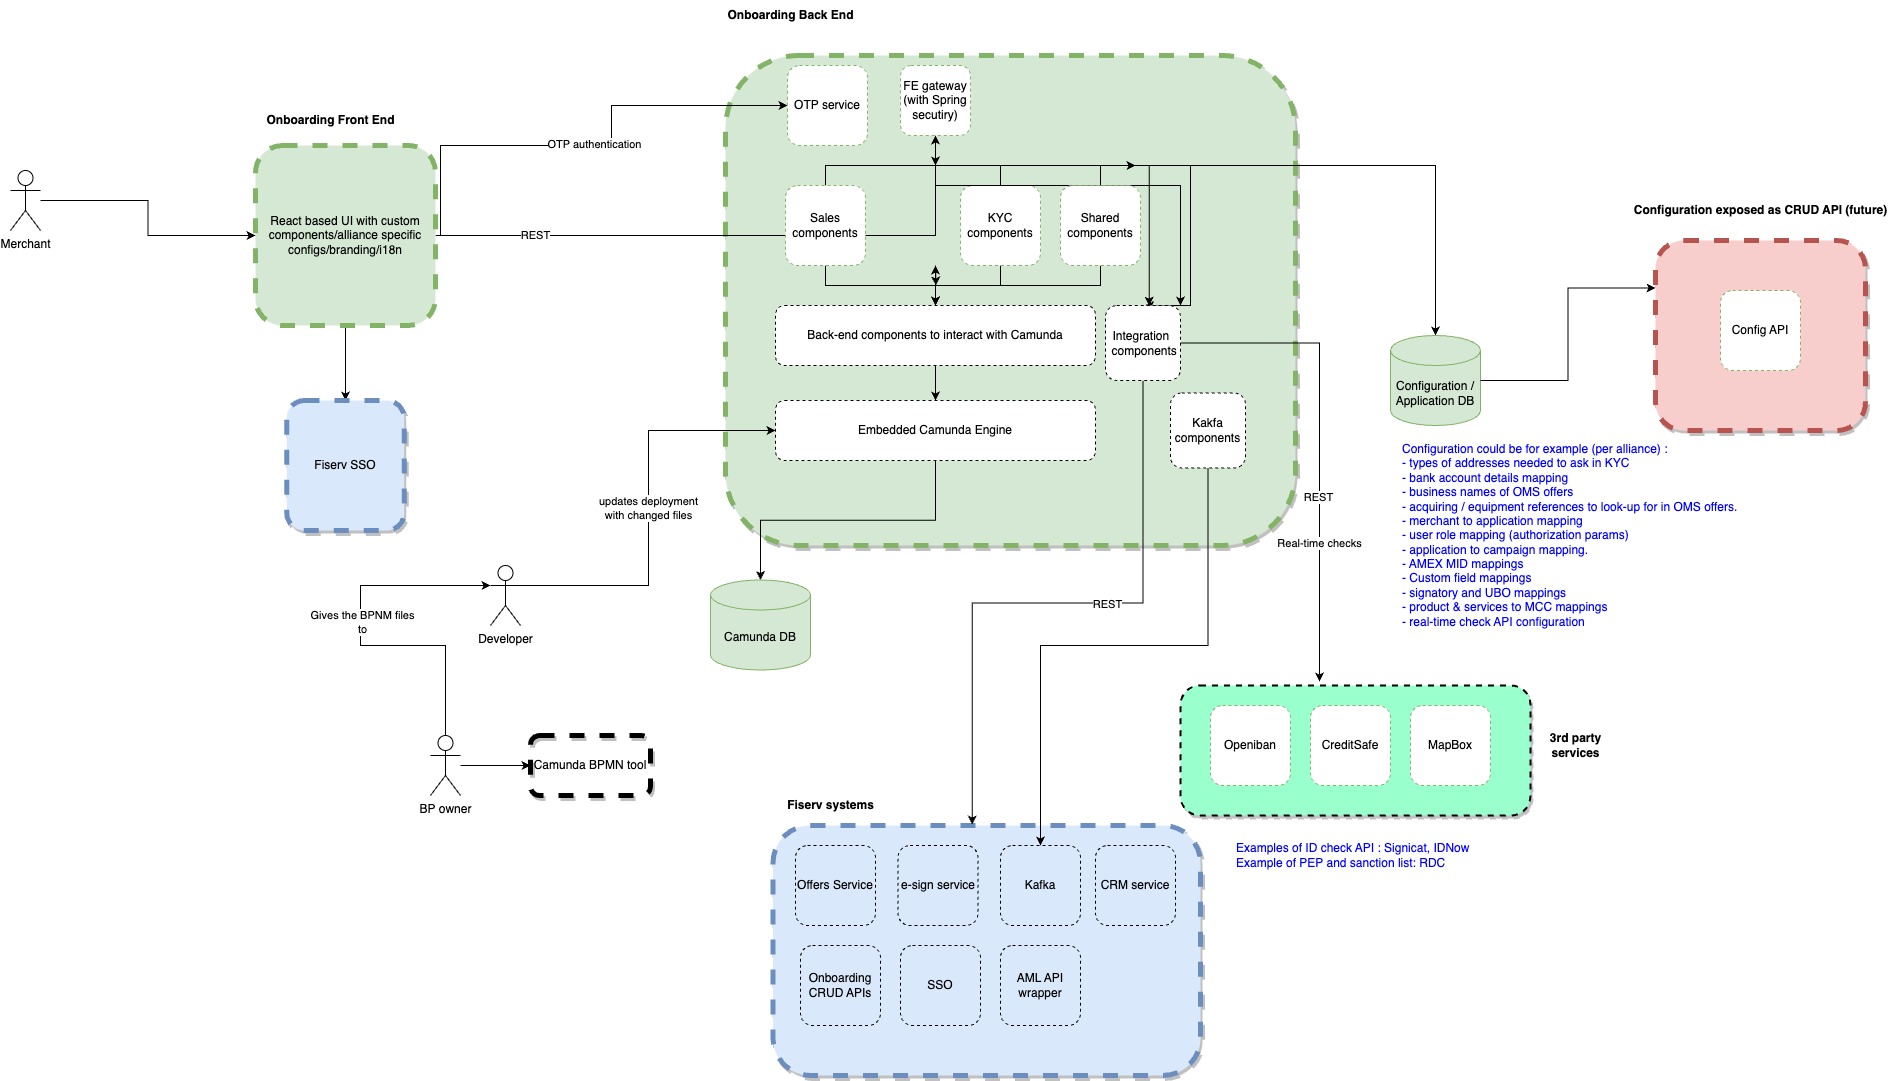 Onboarding Back End
OTP service
FE gateway
(with Spring
secutiry)
Onboarding Front End
OTP authentication
Merchant
React based UI with custom
components/alliance specific
configs/branding/i18n
REST
Sales
components
KYC
components
Shared
components
Configuration exposed as CRUD API (future)
Config API
Back-end components to interact with Camunda
Integration
components
Configuration /
Application DB
Embedded Camunda Engine
Kakfa
components
Fiserv SSO
updates deployment
with changed files
REST
Real-time checks
Configuration could be for example (per alliance) :
- types of addresses needed to ask in KYC
- bank account details mapping
- business names of OMS offers
- acquiring / equipment references to look-up for in OMS offers.
- merchant to application mapping
- user role mapping (authorization params)
- application to campaign mapping.
- AMEX MID mappings
- Custom field mappings
- signatory and UBO mappings
- product & services to MCC mappings
- real-time check API configuration
Gives the BPNM files
to
Developer
Camunda DB
REST
BP owner
Camunda BPMN tool
Openiban
CreditSafe
MapBox
3rd party
services
Fiserv systems
Examples of ID check API : Signicat, IDNow
Example of PEP and sanction list: RDC
Offers Service
e-sign service
Kafka
CRM service
Onboarding
CRUD APIs
SSO
AML API
wrapper